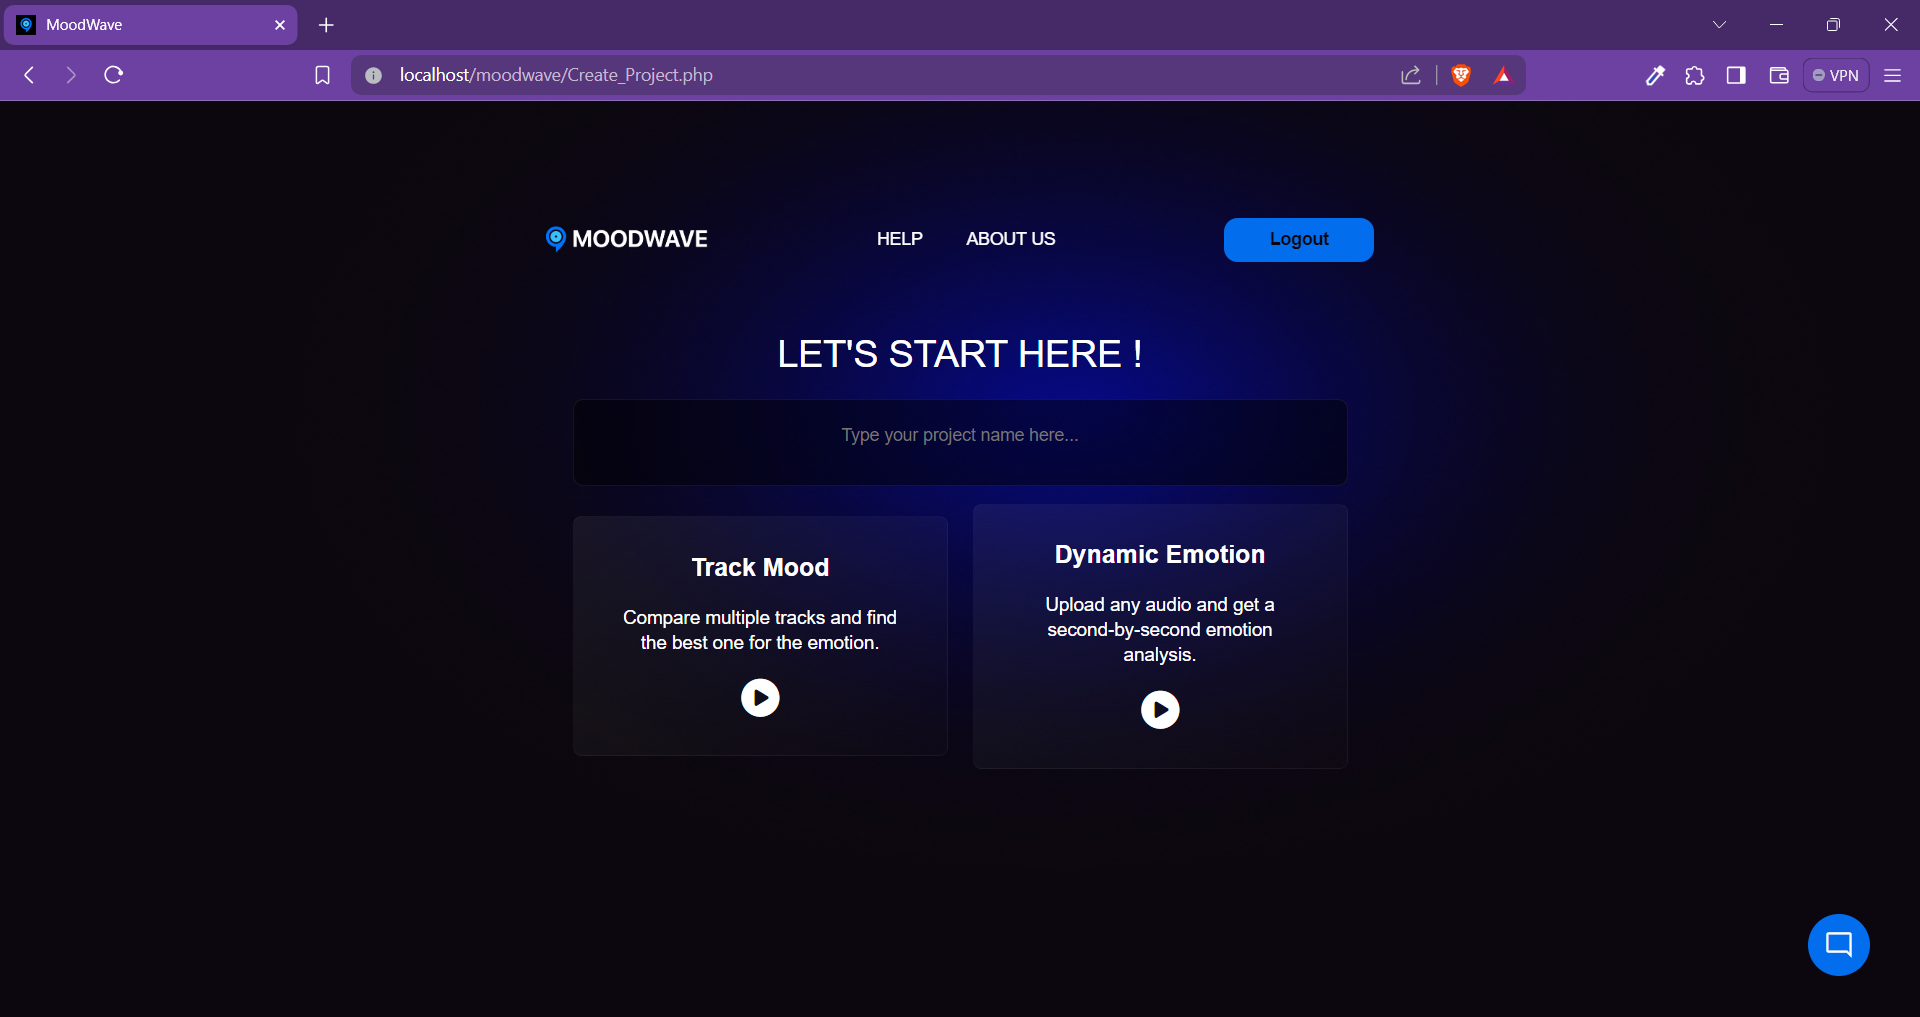 MoodWave
localhost/moodwave/Create_Project.php
VPN
MOODWAVE
HELP
ABOUT US
Logout
LET'S START HERE !
Type your project name here...
Track Mood
Compare multiple tracks and find
the best one for the emotion.
Dynamic Emotion
Upload any audio and get a
second-by-second emotion
analysis.